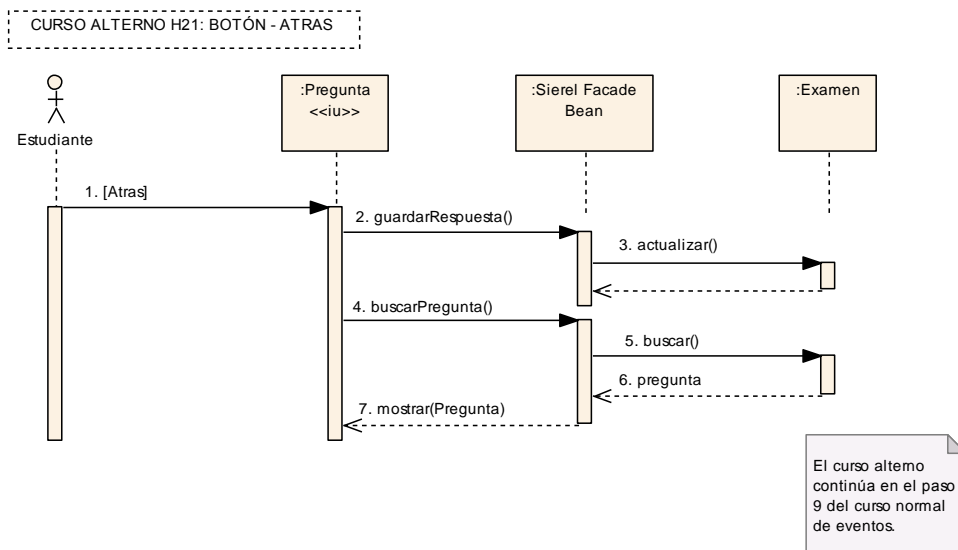 CURSO ALTERNO H21: BOTÓN - ATRAS
Estudiante
:Pregunta
<<iu>>
:Sierel Facade
Bean
:Examen
1. [Atras]
2. guardarRespuesta()
3. actualizar()
4. buscarPregunta()
5. buscar()
6. pregunta
7. mostrar(Pregunta)
El curso alterno
continúa en el paso
9 del curso normal
de eventos.